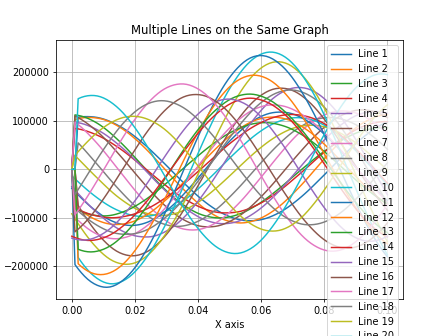 Multiple Lines on the Same Graph
200000
100000
0
−100000
−200000
0.00
0.02
0.04
0.06
X axis
Line 1
Line 2
Line 3
Line 4
Line 5
Line 6
Line 7
Line 8
Line 9
Line 10
Line 11
Line 12
Line 13
Line 14
Line 15
Line 16
Line 17
Line 18
Line 19
Line 20